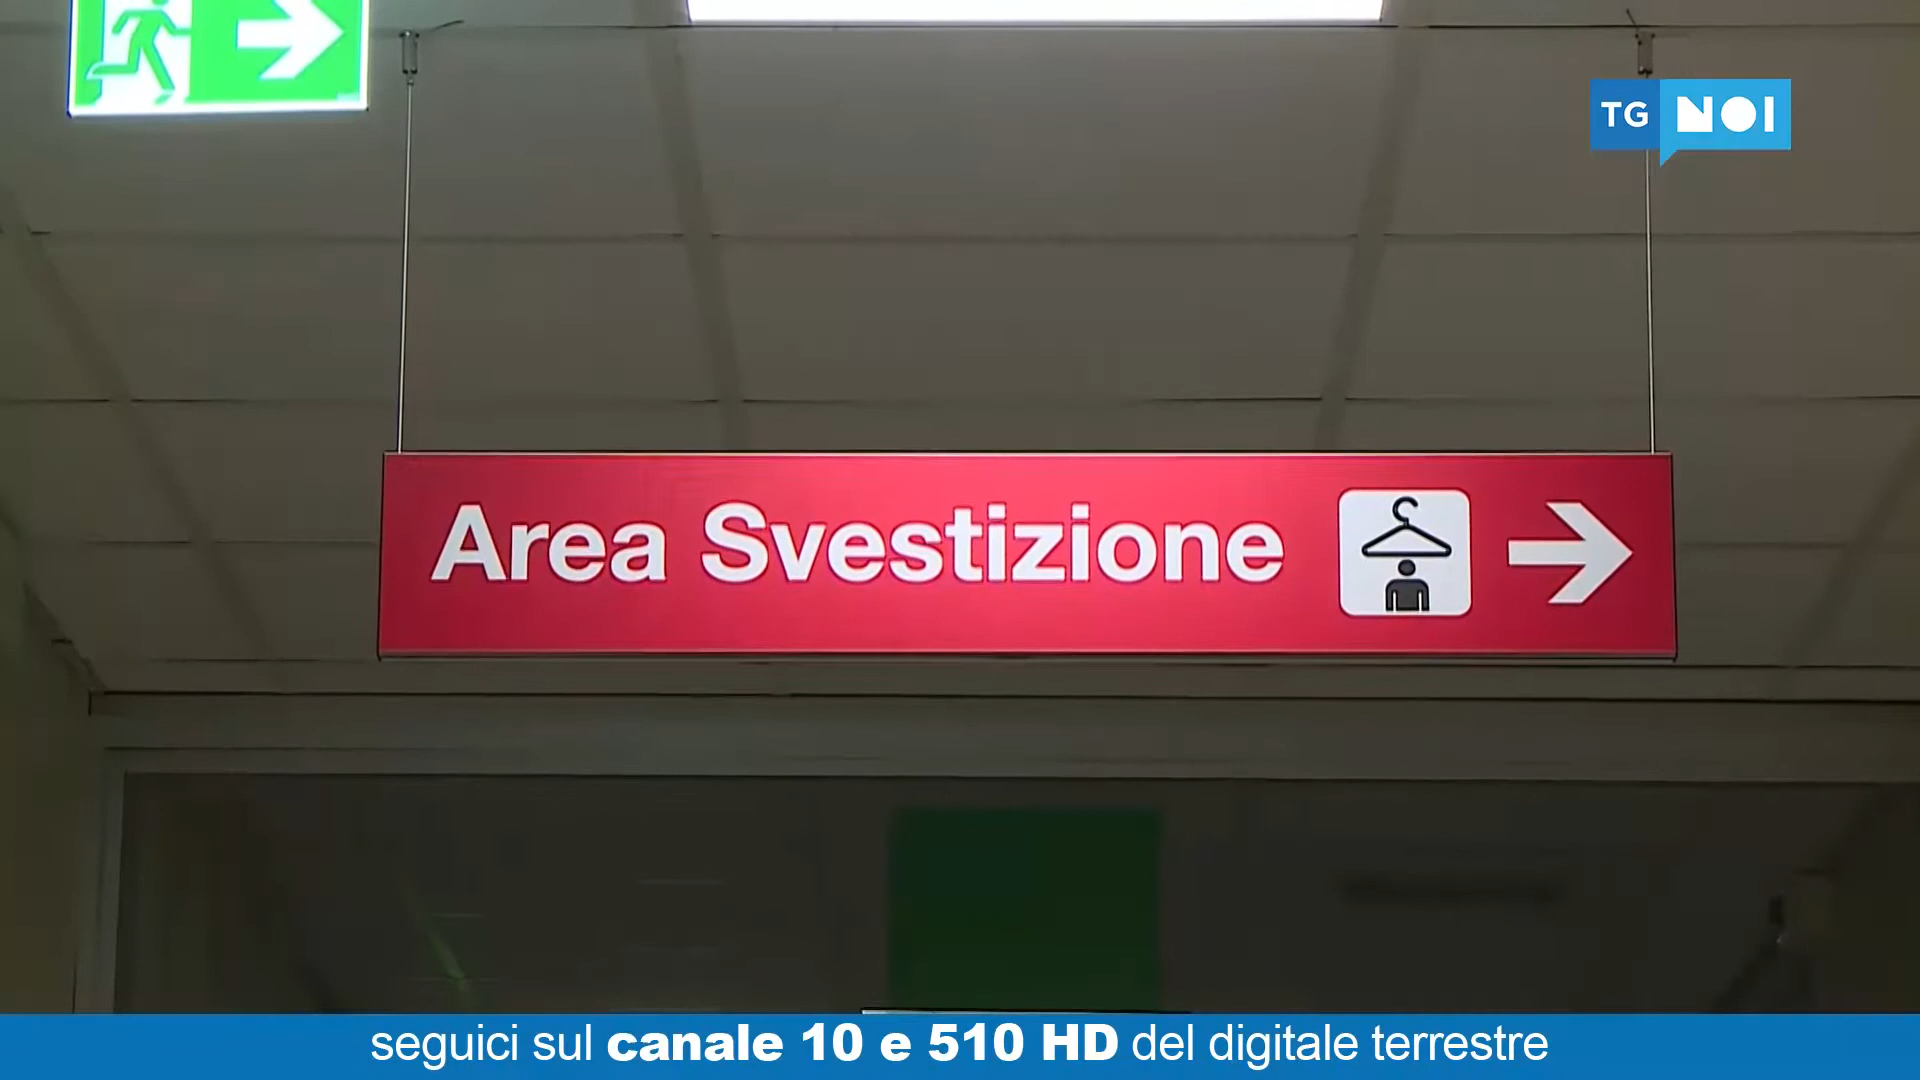 TG NOI
Area Svestizione
seguici sul canale 10 e 510 HD del digitale terrestre